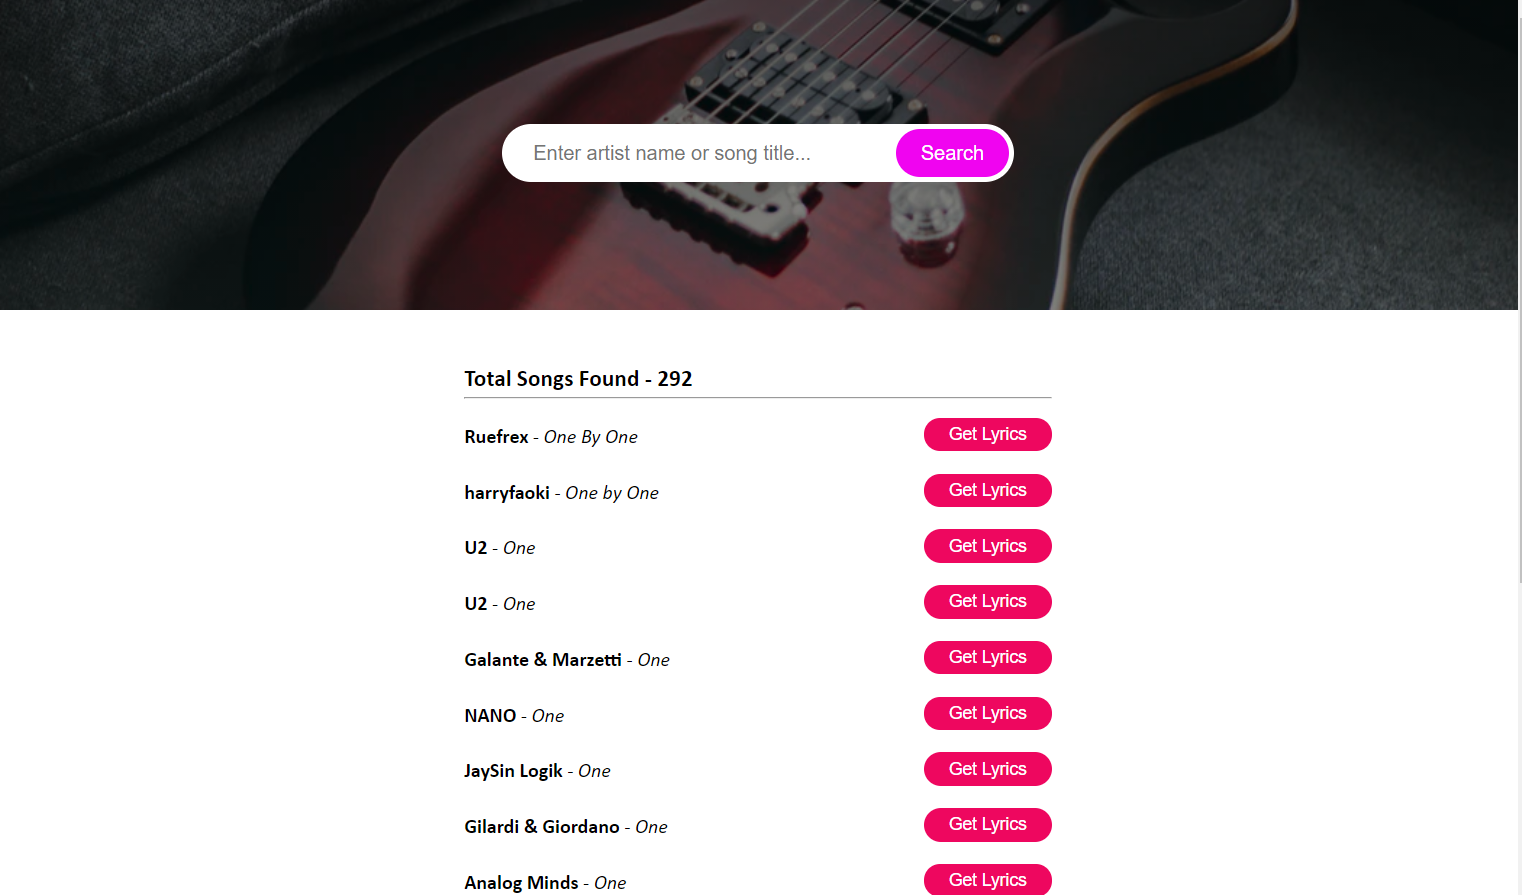 Enter artist name or song title...
Search
Total Songs Found - 292
Ruefrex - One By One Get Lyrics
harryfaoki - One by One Get Lyrics
U2 - One Get Lyrics
U2 - One Get Lyrics
Galante & Marzetti - One Get Lyrics
NANO - One Get Lyrics
JaySin Logik - One Get Lyrics
Gilardi & Giordano - One Get Lyrics
Analog Minds - One Get Lyrics